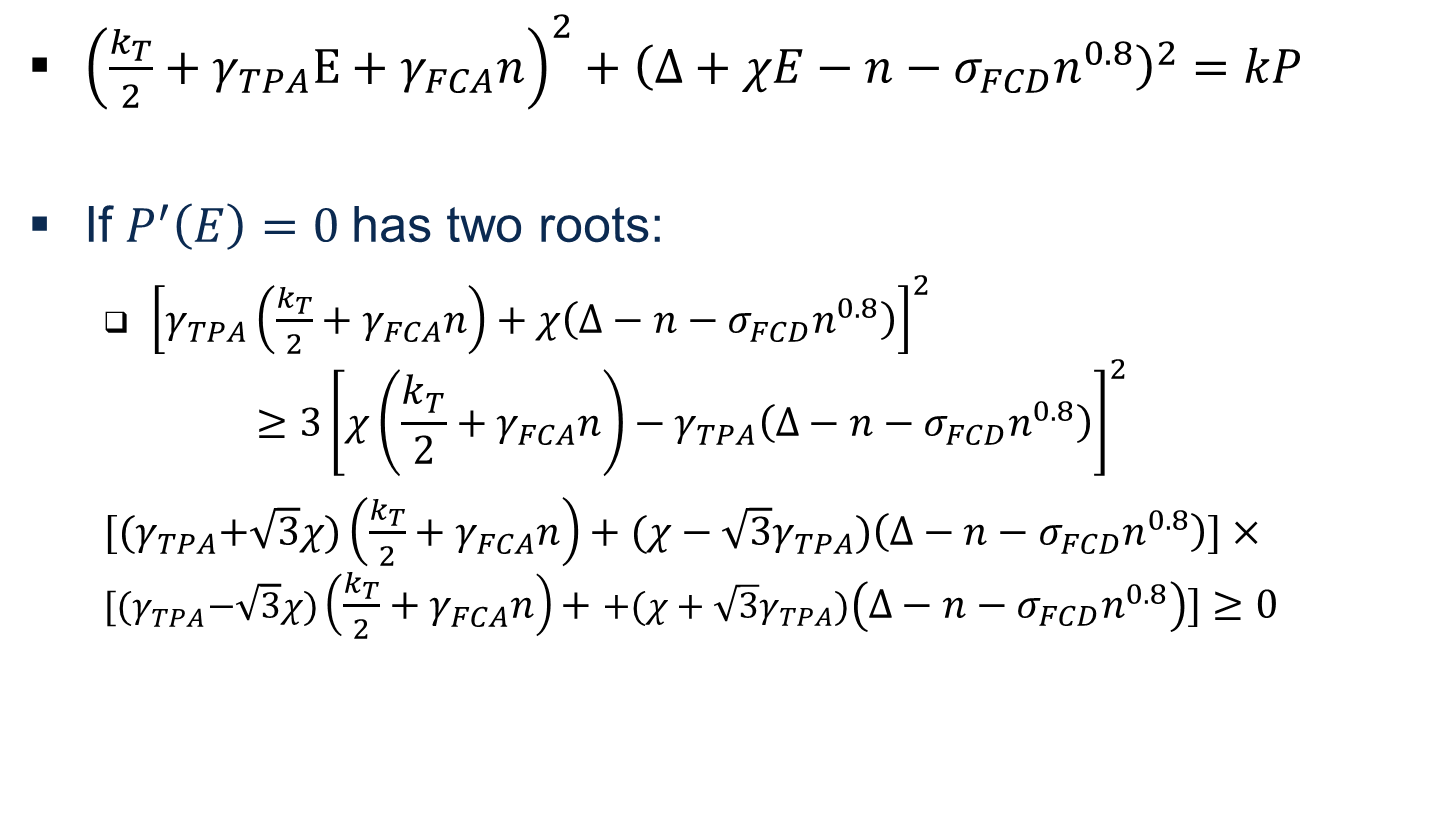 ▪ (k_T/2 + γ_TPA E + γ_FCA n)² + (Δ + χE − n − σ_FCD n^0.8)² = kP
▪ If P′(E) = 0 has two roots:
❑ [γ_TPA (k_T/2 + γ_FCA n) + χ(Δ − n − σ_FCD n^0.8)]²
≥ 3 [χ (k_T/2 + γ_FCA n) − γ_TPA (Δ − n − σ_FCD n^0.8)]²
[(γ_TPA+√3χ) (k_T/2 + γ_FCA n) + (χ − √3γ_TPA)(Δ − n − σ_FCD n^0.8)] ×
[(γ_TPA−√3χ) (k_T/2 + γ_FCA n) + +(χ + √3γ_TPA)(Δ − n − σ_FCD n^0.8)] ≥ 0